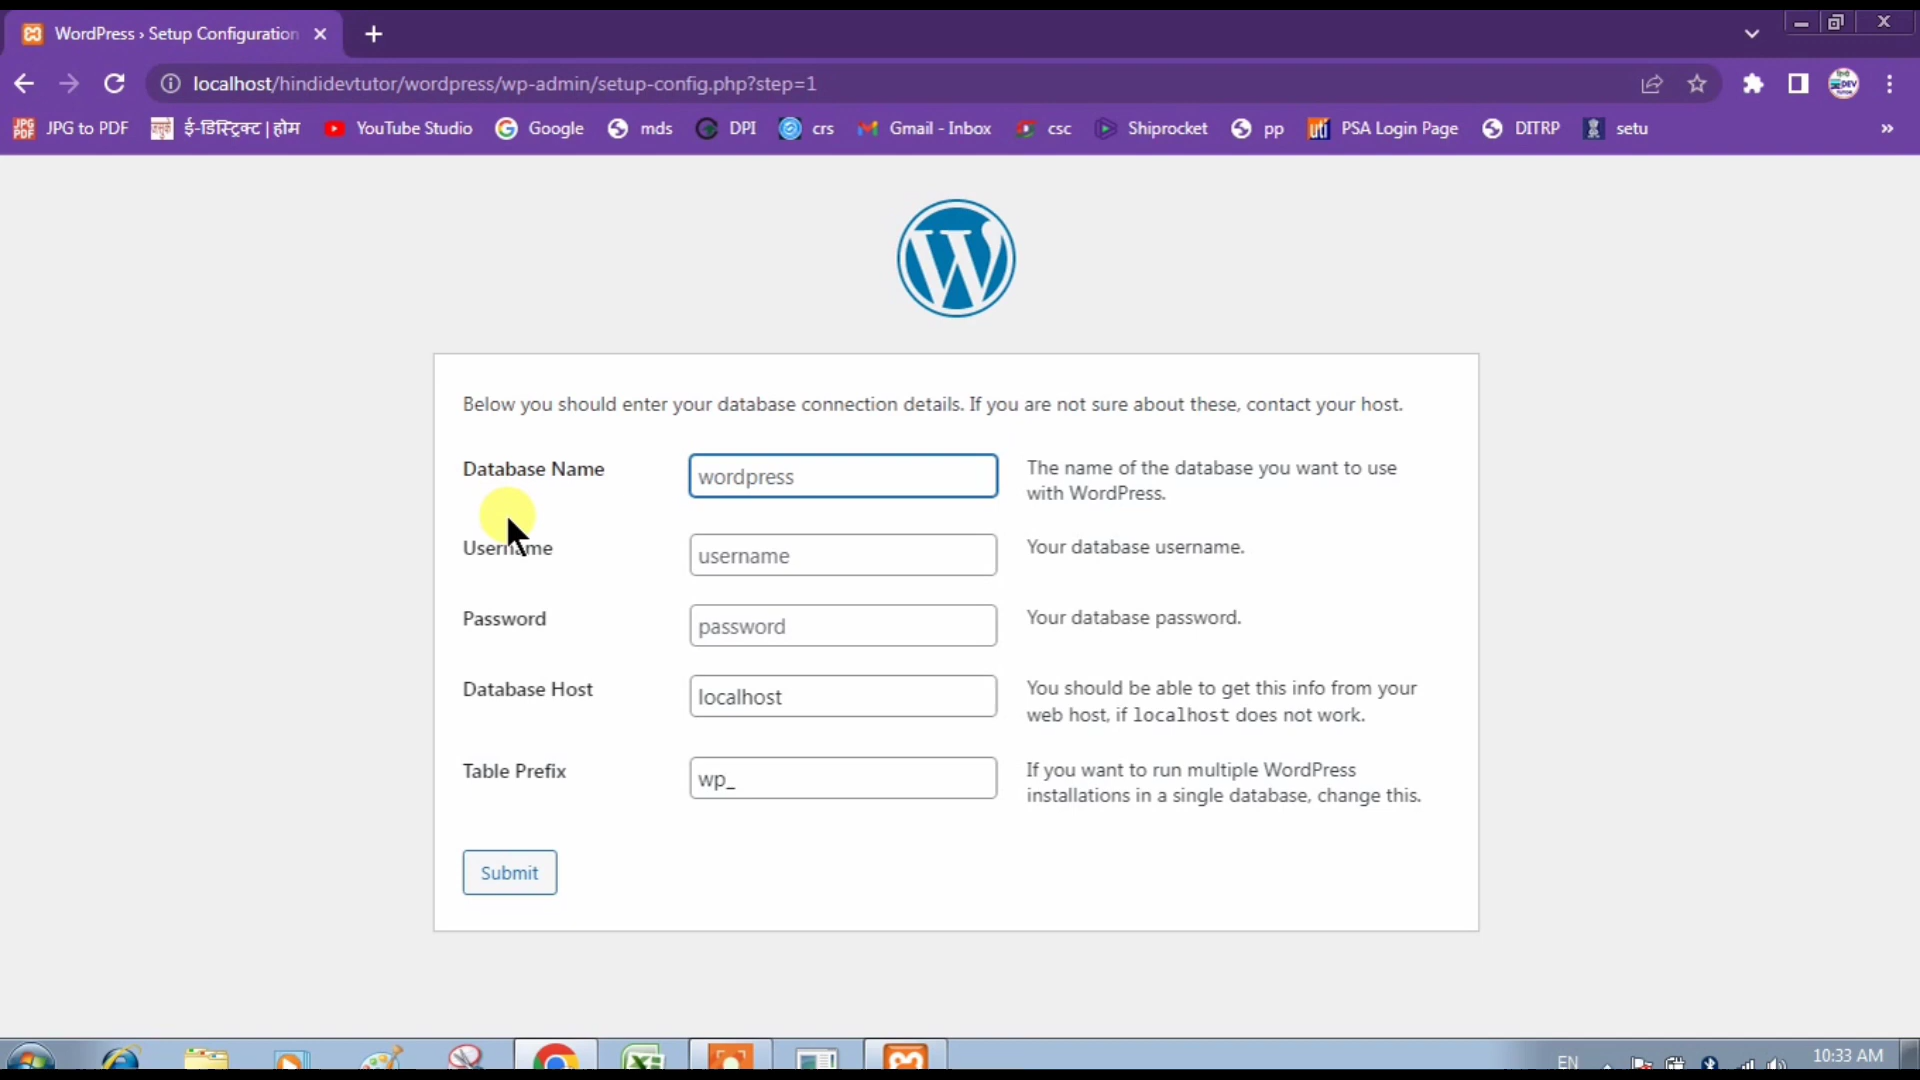 WordPress › Setup Configuration
localhost/hindidevtutor/wordpress/wp-admin/setup-config.php?step=1
JPG to PDF ई-डिस्ट्रिक्ट | होम YouTube Studio Google mds DPI crs Gmail - Inbox csc Shiprocket pp PSA Login Page DITRP setu
Below you should enter your database connection details. If you are not sure about these, contact your host.
Database Name
wordpress
The name of the database you want to use
with WordPress.
Username
username
Your database username.
Password
password
Your database password.
Database Host
localhost
You should be able to get this info from your
web host, if localhost does not work.
Table Prefix
wp_
If you want to run multiple WordPress
installations in a single database, change this.
Submit
EN
10:33 AM